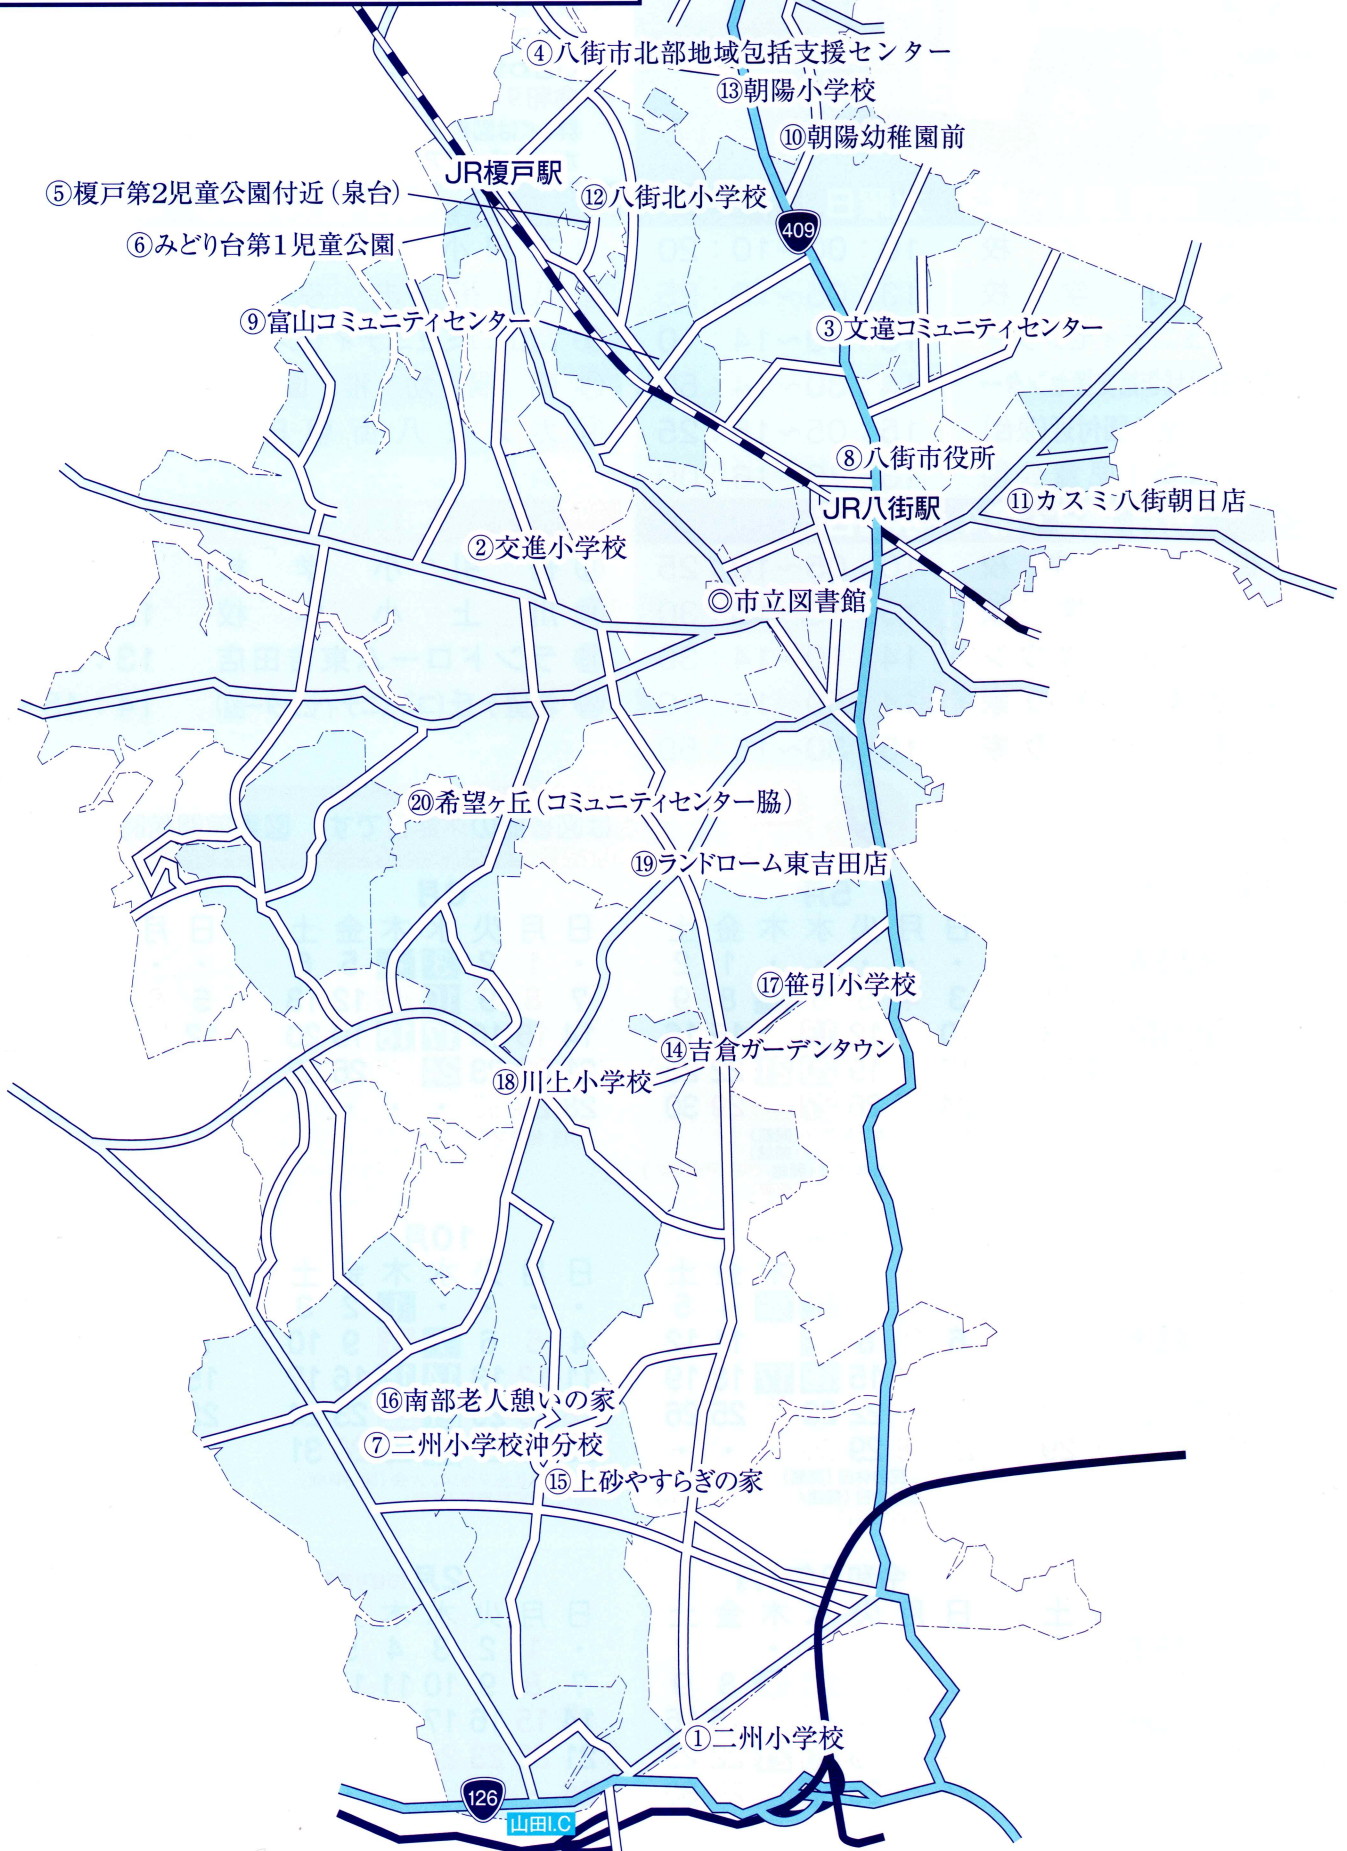 ④八街市北部地域包括支援センター
⑬朝陽小学校
⑩朝陽幼稚園前
JR榎戸駅
⑤榎戸第2児童公園付近（泉台）
⑫八街北小学校
409
⑥みどり台第1児童公園
⑨富山コミュニティセンター
③文違コミュニティセンター
⑧八街市役所
JR八街駅
⑪カスミ八街朝日店
②交進小学校
◎市立図書館
⑳希望ヶ丘（コミュニティセンター脇）
⑲ランドローム東吉田店
⑰笹引小学校
⑭吉倉ガーデンタウン
⑱川上小学校
⑯南部老人憩いの家
⑦二州小学校沖分校
⑮上砂やすらぎの家
①二州小学校
126
山田I.C